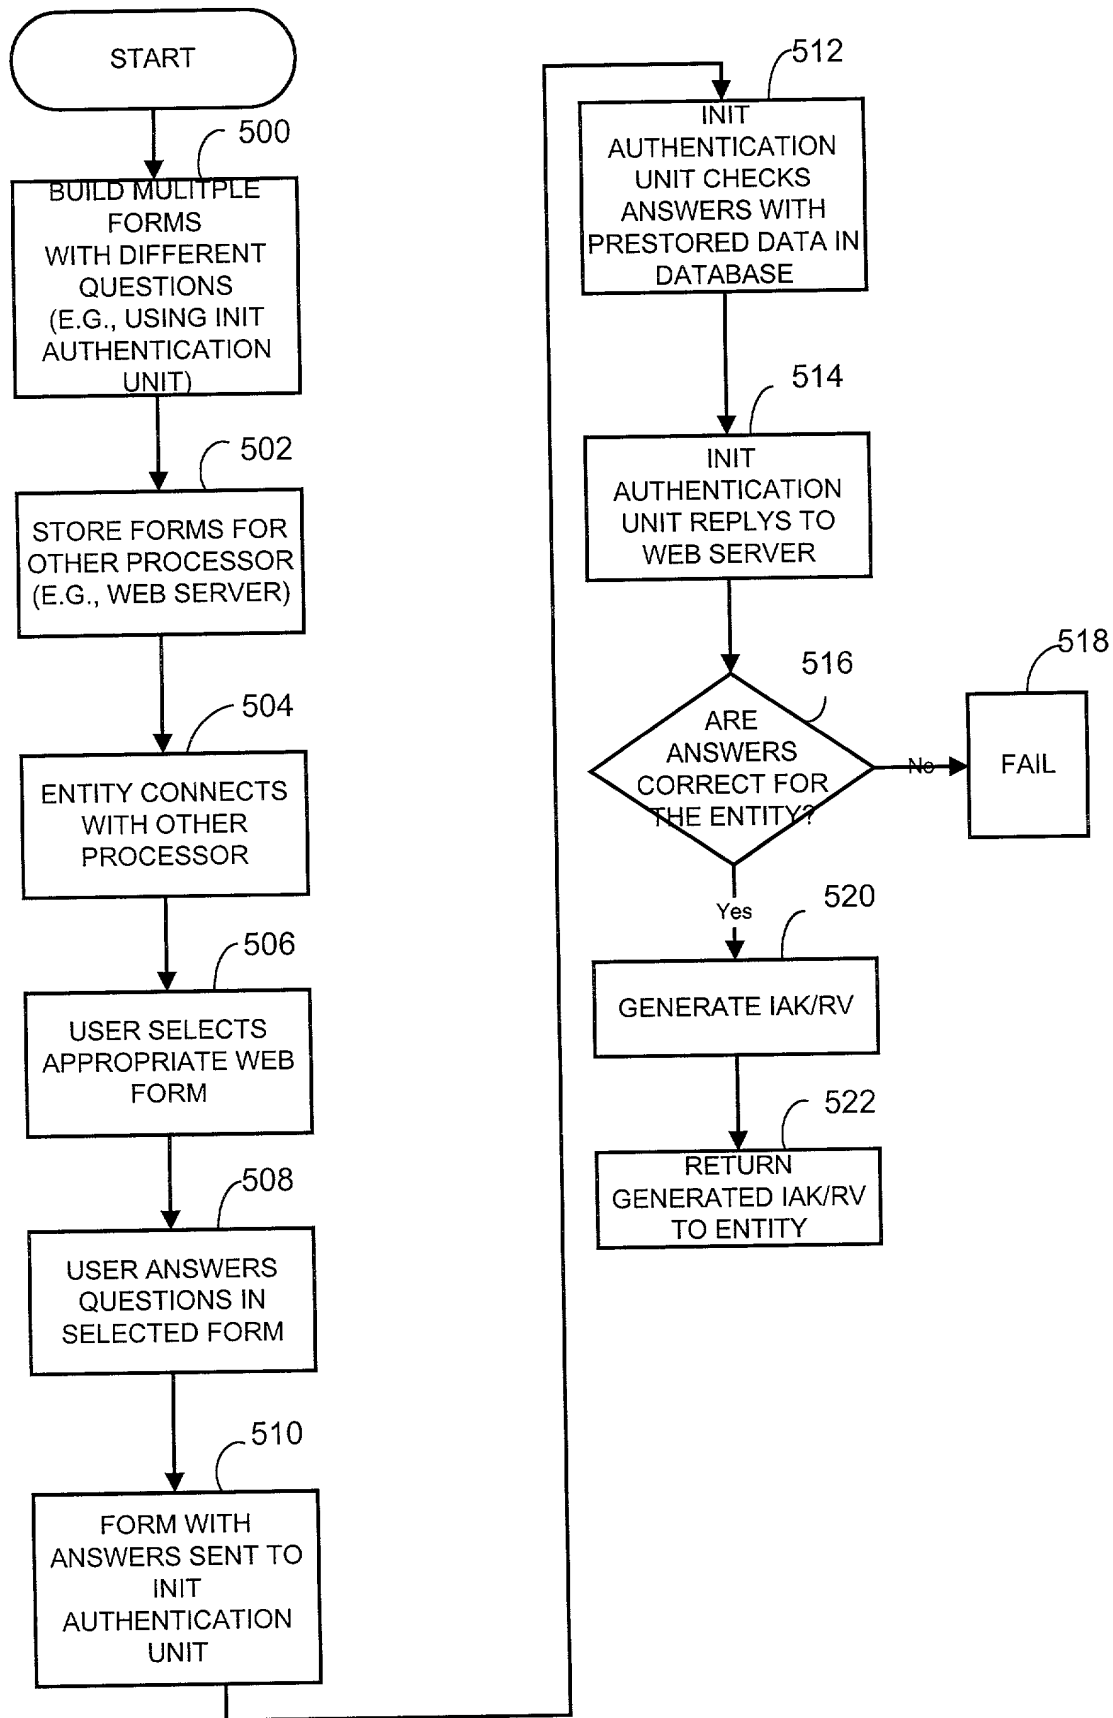 START
500
BUILD MULITPLE
FORMS
WITH DIFFERENT
QUESTIONS
(E.G., USING INIT
AUTHENTICATION
UNIT)
502
STORE FORMS FOR
OTHER PROCESSOR
(E.G., WEB SERVER)
504
ENTITY CONNECTS
WITH OTHER
PROCESSOR
506
USER SELECTS
APPROPRIATE WEB
FORM
508
USER ANSWERS
QUESTIONS IN
SELECTED FORM
510
FORM WITH
ANSWERS SENT TO
INIT
AUTHENTICATION
UNIT
512
INIT
AUTHENTICATION
UNIT CHECKS
ANSWERS WITH
PRESTORED DATA IN
DATABASE
514
INIT
AUTHENTICATION
UNIT REPLYS TO
WEB SERVER
516
ARE
ANSWERS
CORRECT FOR
THE ENTITY?
No
518
FAIL
Yes
520
GENERATE IAK/RV
522
RETURN
GENERATED IAK/RV
TO ENTITY